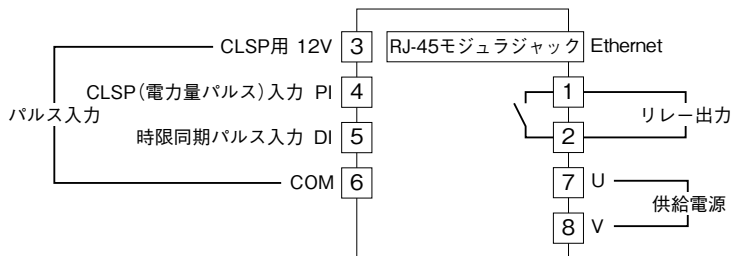 CLSP用 12V 3
RJ-45モジュラジャック Ethernet
CLSP(電力量パルス)入力 PI 4
1
パルス入力
リレー出力
時限同期パルス入力 DI 5
2
COM 6
7 U
供給電源
8 V